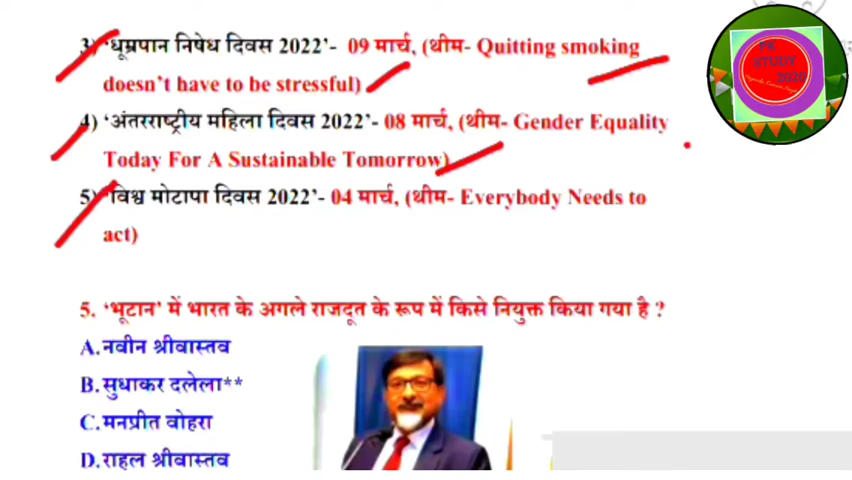 3) 'धूम्रपान निषेध दिवस 2022'- 09 मार्च, (थीम- Quitting smoking
doesn't have to be stressful)
4) 'अंतरराष्ट्रीय महिला दिवस 2022'- 08 मार्च, (थीम- Gender Equality
Today For A Sustainable Tomorrow)
5) 'विश्व मोटापा दिवस 2022'- 04 मार्च, (थीम- Everybody Needs to
act)
5. 'भूटान' में भारत के अगले राजदूत के रूप में किसे नियुक्त किया गया है ?
A.नवीन श्रीवास्तव
B.सुधाकर दलेला**
C.मनप्रीत वोहरा
D.राहुल श्रीवास्तव
PK
STUDY
2020